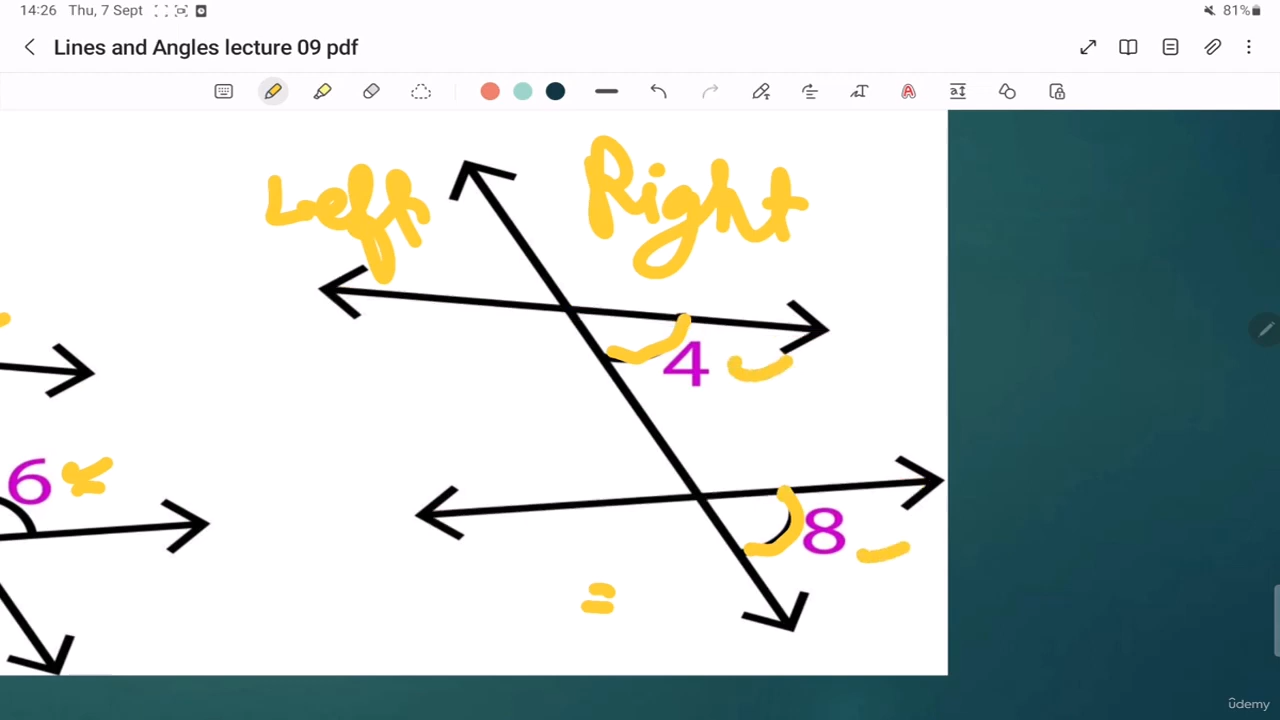 14:26 Thu, 7 Sept 81%
Lines and Angles lecture 09 pdf
Left Right
4
6
8
=
ûdemy